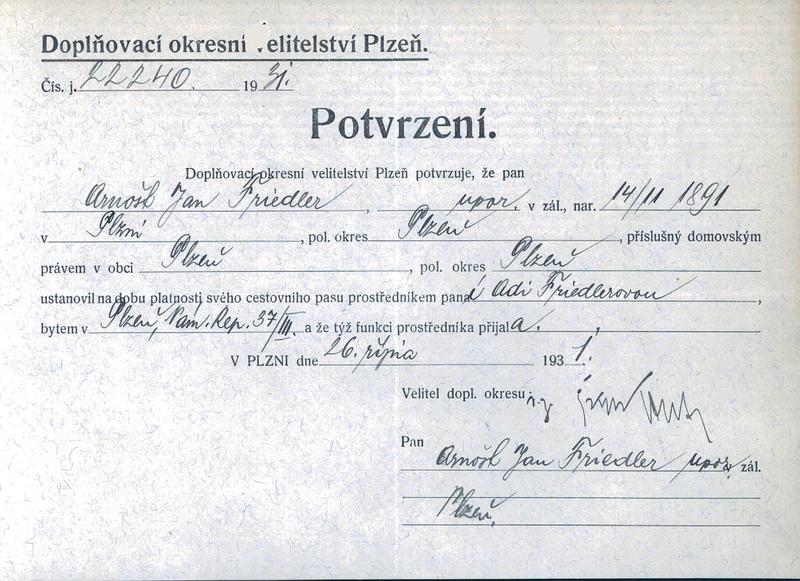 Doplňovací okresní velitelství Plzeň.
Čís. j. 22240. 1931.
Potvrzení.
Doplňovací okresní velitelství Plzeň potvrzuje, že pan
Arnošt Jan Friedler, npor. v zál., nar. 14/11 1891
v Plzni, pol. okres Plzeň, příslušný domovským
právem v obci Plzeň, pol. okres Plzeň
ustanovil na dobu platnosti svého cestovního pasu prostředníkem pana í Adi Friedlerovou,
bytem v Plzeň, Nám. Rep. 37/III. a že týž funkci prostředníka přijala.,
V PLZNI dne 26. října 1931.
Velitel dopl. okresu:
Pan
Arnošt Jan Friedler npor. v zál.
Plzeň,